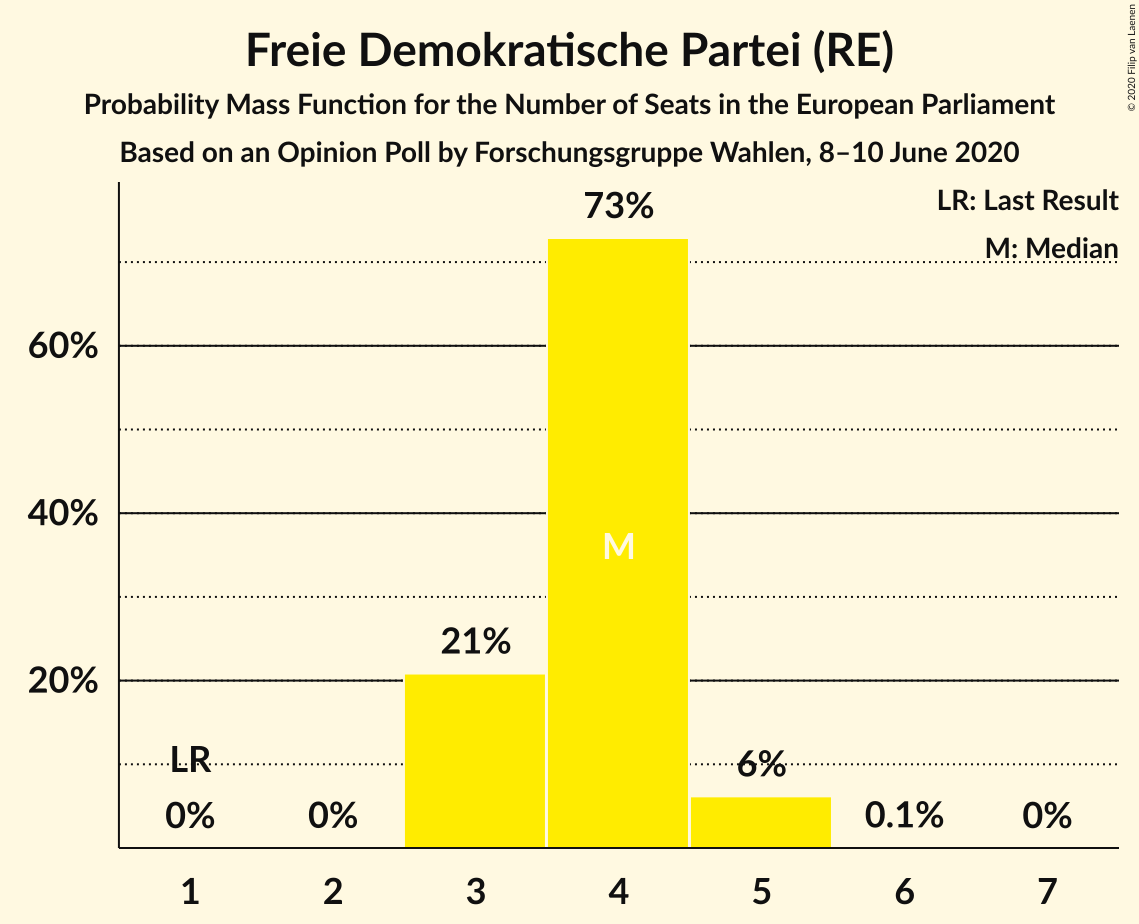 Freie Demokratische Partei (RE)
Probability Mass Function for the Number of Seats in the European Parliament
Based on an Opinion Poll by Forschungsgruppe Wahlen, 8–10 June 2020
© 2020 Filip van Laenen
LR: Last Result
M: Median
73%
60%
40%
M
21%
20%
LR
6%
0%
0%
0.1%
0%
1
2
3
4
5
6
7